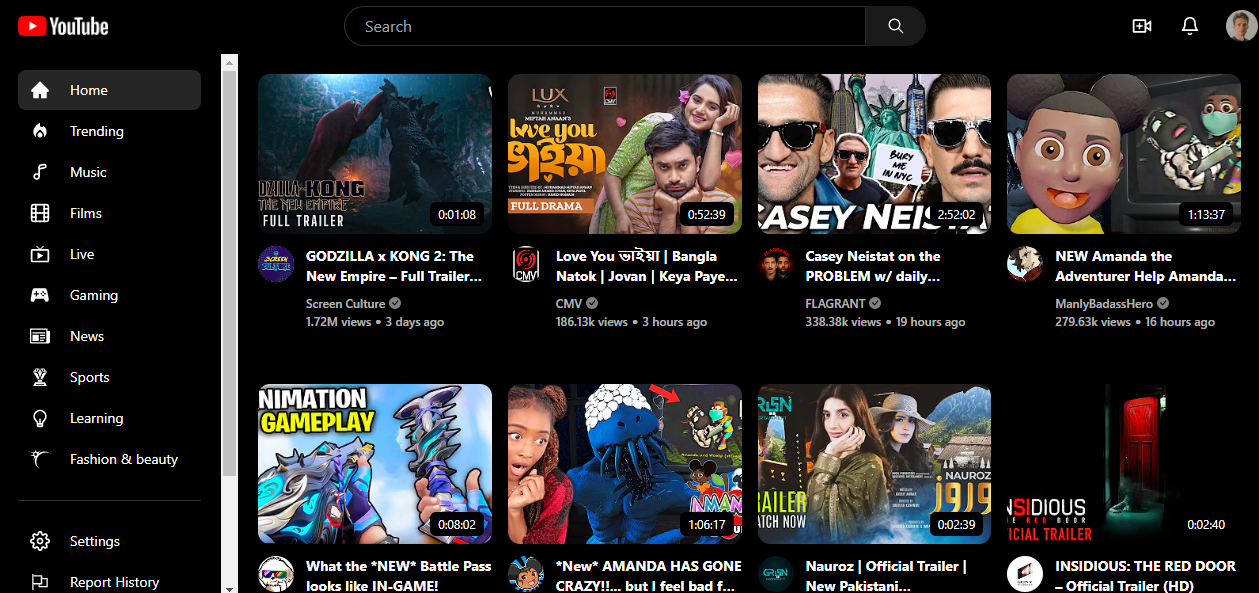 YouTube
Search
Home
Trending
Music
Films
Live
Gaming
News
Sports
Learning
Fashion & beauty
Settings
Report History
DZILLA x KONG
THE NEW EMPIRE
FULL TRAILER
0:01:08
GODZILLA x KONG 2: The
New Empire – Full Trailer...
Screen Culture
1.72M views • 3 days ago
LUX
MIFTAH ANAN'S
love you
ভাইয়া
FULL DRAMA
CMV
0:52:39
Love You ভাইয়া | Bangla
Natok | Jovan | Keya Paye...
CMV
186.13k views • 3 hours ago
BURY
ME
IN NYC
CASEY NEISTA
2:52:02
Casey Neistat on the
PROBLEM w/ daily...
FLAGRANT
338.38k views • 19 hours ago
1:13:37
NEW Amanda the
Adventurer Help Amanda...
ManlyBadassHero
279.63k views • 16 hours ago
NIMATION
GAMEPLAY
0:08:02
What the *NEW* Battle Pass
looks like IN-GAME!
AMAN
1:06:17
*New* AMANDA HAS GONE
CRAZY!!... but I feel bad f...
NAUROZ
نوروز
RAILER
ATCH NOW
0:02:39
Nauroz | Official Trailer |
New Pakistani...
NSIDIOUS
E RED DOOR
ICIAL TRAILER
0:02:40
INSIDIOUS: THE RED DOOR
– Official Trailer (HD)